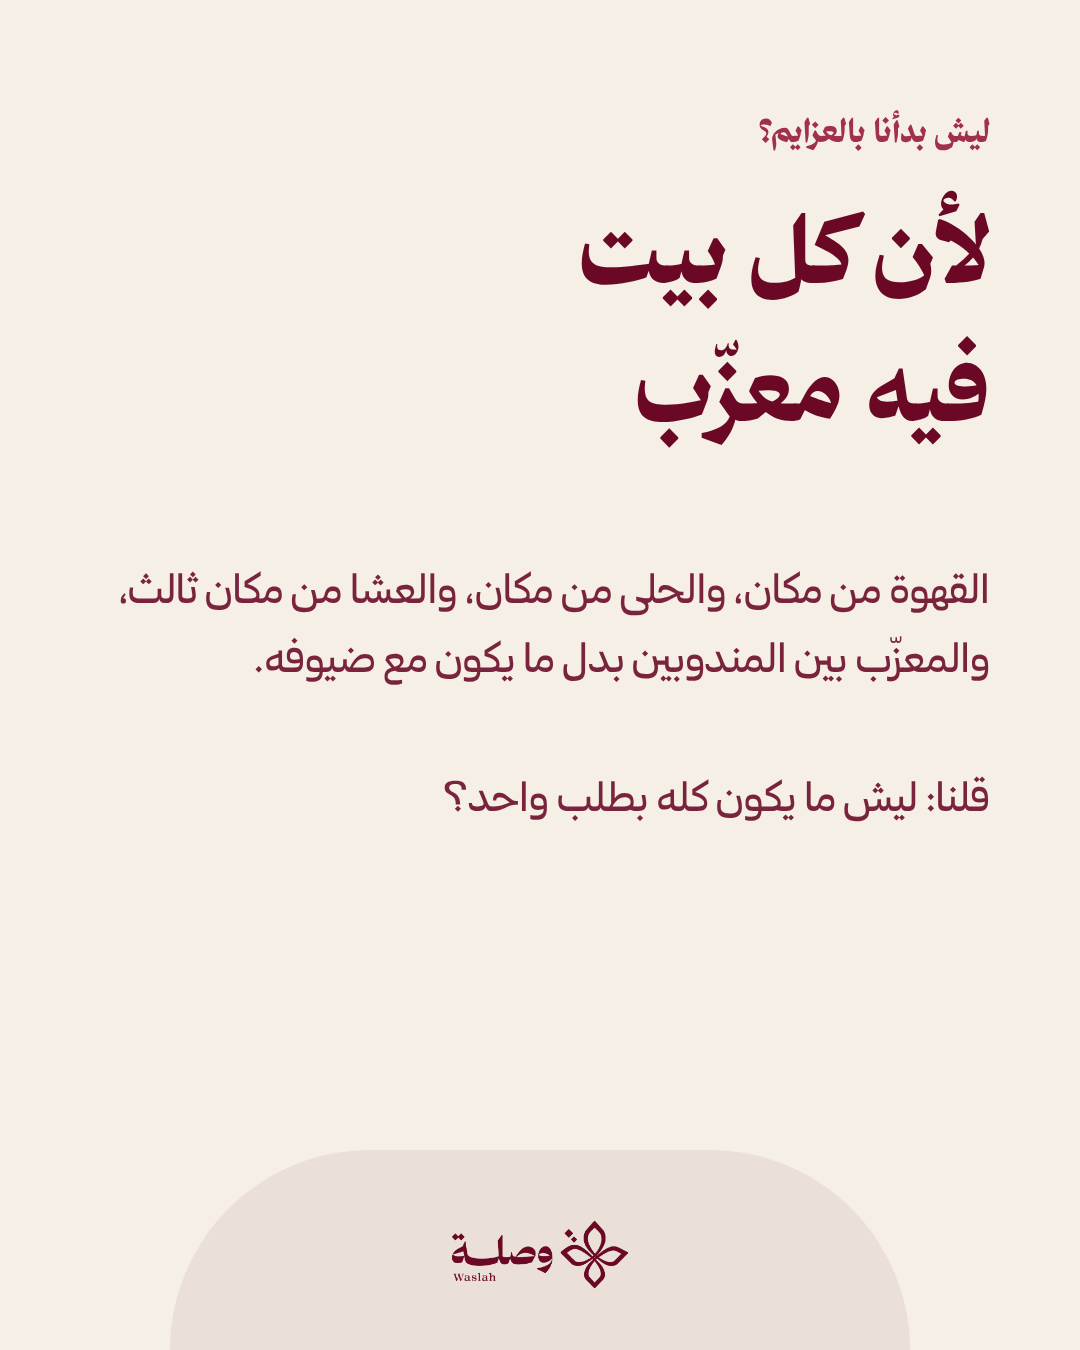 ليش بدأنا بالعزايم؟
لأن كل بيت
فيه معزّب
القهوة من مكان، والحلى من مكان، والعشا من مكان ثالث،
والمعزّب بين المندوبين بدل ما يكون مع ضيوفه.
قلنا: ليش ما يكون كله بطلب واحد؟
وصلـة
Waslah